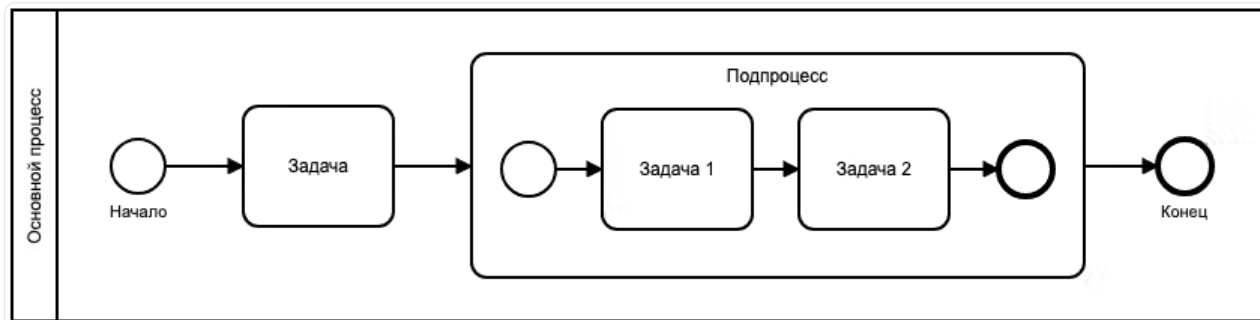 Основной процесс
Начало
Задача
Подпроцесс
Задача 1
Задача 2
Конец